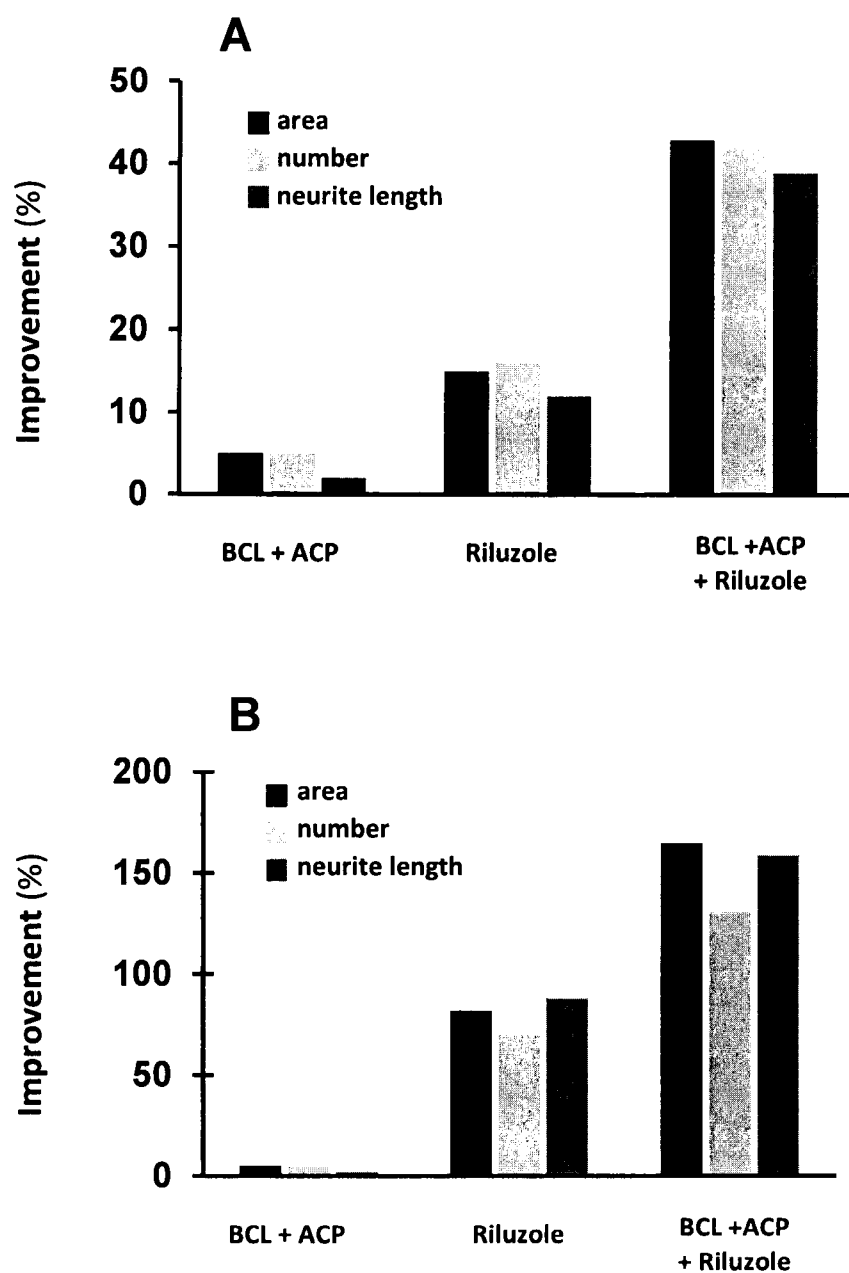 A
50
40
30
20
10
0
Improvement (%)
area
number
neurite length
BCL + ACP
Riluzole
BCL +ACP
+ Riluzole
B
200
150
100
50
0
Improvement (%)
area
number
neurite length
BCL + ACP
Riluzole
BCL +ACP
+ Riluzole